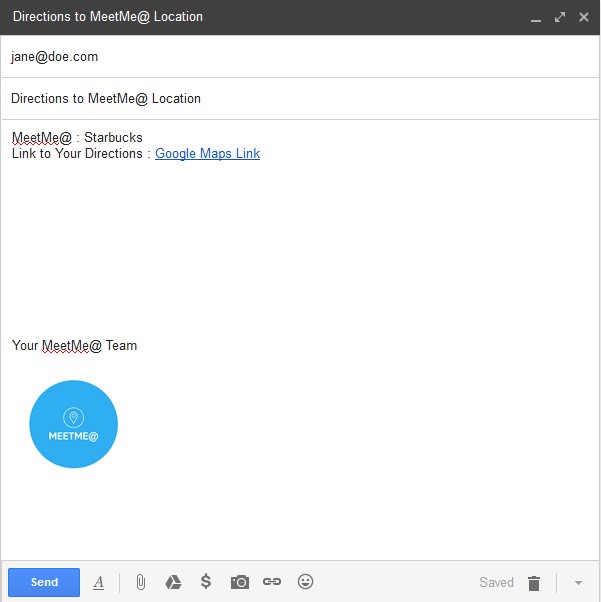 Directions to MeetMe@ Location
jane@doe.com
Directions to MeetMe@ Location
MeetMe@ : Starbucks
Link to Your Directions : Google Maps Link
Your MeetMe@ Team
MEETME@
Send
A
$
Saved